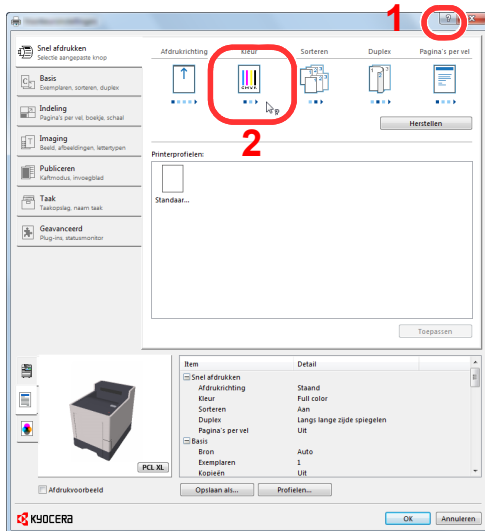 1
?
Snel afdrukken
Selectie aangepaste knop
Basis
Exemplaren, sorteren, duplex
Indeling
Pagina's per vel, boekje, schaal
Imaging
Beeld, afbeeldingen, lettertypen
Publiceren
Kaftmodus, invoegblad
Taak
Taakopslag, naam taak
Geavanceerd
Plug-ins, statusmonitor
Afdrukrichting
Kleur
Sorteren
Duplex
Pagina's per vel
CMYK
2
Herstellen
Printerprofielen:
Standaar...
Toepassen
Item Detail
Snel afdrukken
Afdrukrichting Staand
Kleur Full color
Sorteren Aan
Duplex Langs lange zijde spiegelen
Pagina's per vel Uit
Basis
Bron Auto
Exemplaren 1
Kopieën Uit
PCL XL
Afdrukvoorbeeld
Opslaan als...
Profielen...
KYOCERA
OK
Annuleren